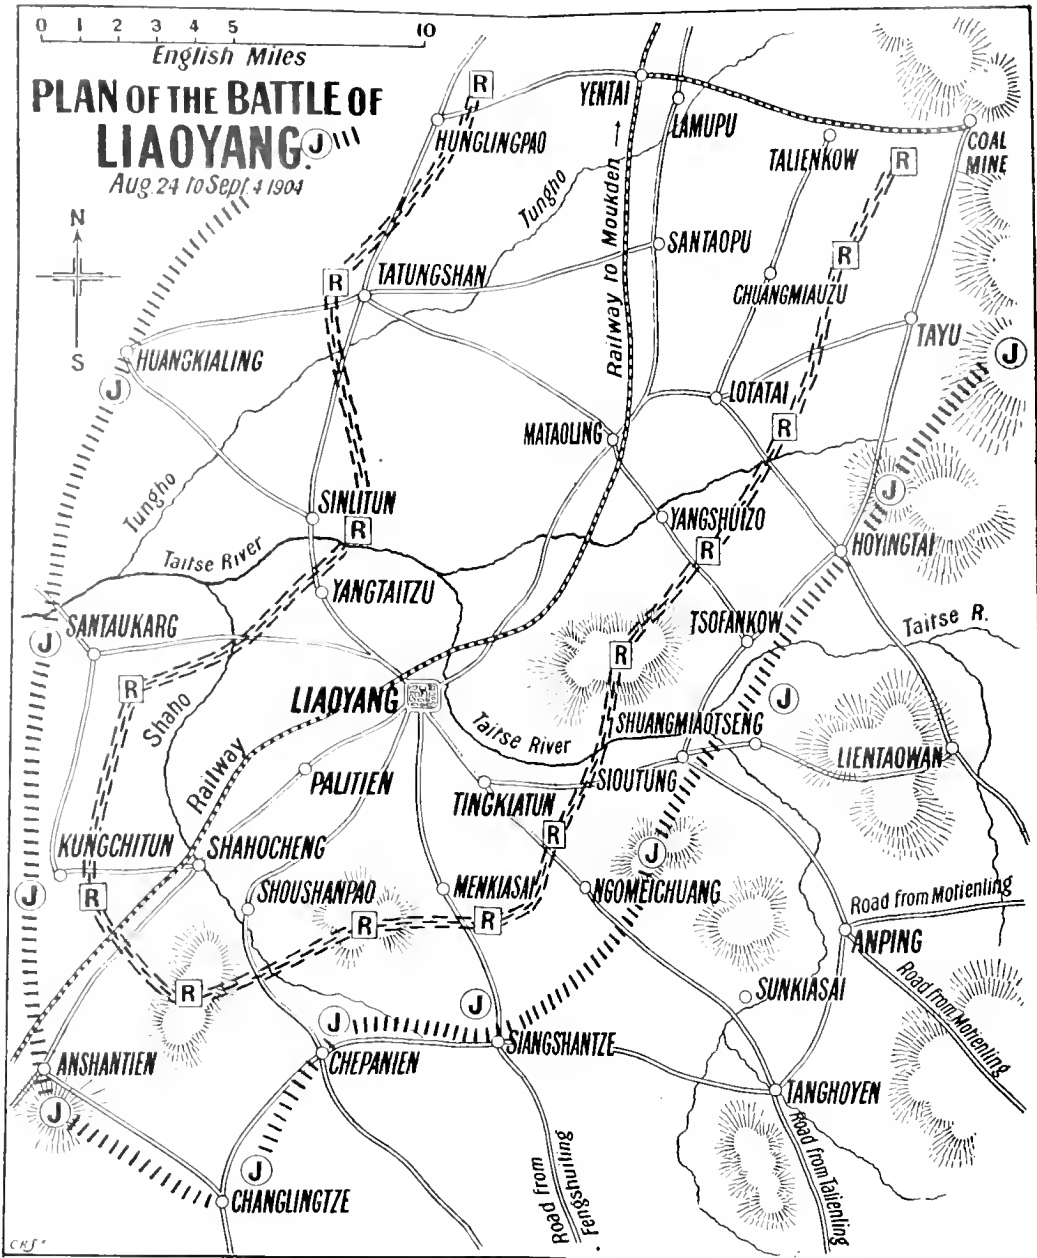 0 1 2 3 4 5 10
English Miles
PLAN OF THE BATTLE OF
LIAOYANG.
Aug. 24 to Sept. 4 1904
N
S
J
R
YENTAI
LAMUPU
HUNGLINGPAO
TALIENKOW
COAL
MINE
R
Tungho
Railway to Moukden
SANTAOPU
R
R
TATUNGSHAN
CHUANGMIAUZU
TAYU
HUANGKIALING
J
J
LOTATAI
MATAOLING
R
Tungho
SINLITUN
J
YANGSHUIZO
R
R
HOYINGTAI
Taitse River
YANGTAITZU
SANTAUKARG
J
TSOFANKOW
Taitse R.
R
R
Shaho
LIAOYANG
J
SHUANGMIAOTSENG
Taitse River
LIENTAOWAN
Railway
PALITIEN
SIOUTUNG
TINGKIATUN
R
KUNGCHITUN
SHAHOCHENG
J
J
R
SHOUSHANPAO
MENKIASAI
NGOMEICHUANG
Road from Motienling
R
R
ANPING
R
SUNKIASAI
Road from Motienling
J
J
SIANGSHANTZE
ANSHANTIEN
CHEPANIEN
TANGHOYEN
J
J
Road from
Fengshuiling
Road from Talienling
CHANGLINGTZE